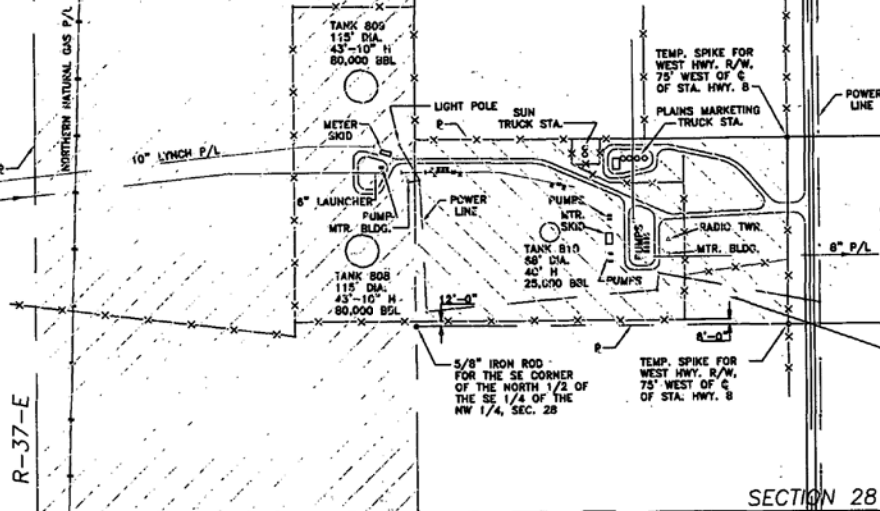 NORTHERN NATURAL GAS P/L
TANK 809
115' DIA.
43'-10" H
80,000 BBL
METER
SKID
LIGHT POLE
SUN
TRUCK STA.
TEMP. SPIKE FOR
WEST HWY. R/W,
75' WEST OF ℄
OF STA. HWY. 8
PLAINS MARKETING
TRUCK STA.
POWER
LINE
10" LYNCH P/L
6" LAUNCHER
PUMP
MTR. BLDG.
POWER
LINE
PUMPS
MTR.
SKID
TANK 810
58' DIA.
40' H
25,000 BBL
PUMPS
PUMPS
RADIO TWR.
MTR. BLDG.
8" P/L
TANK 808
115' DIA.
43'-10" H
80,000 BBL
12'-0"
6'-0"
5/8" IRON ROD
FOR THE SE CORNER
OF THE NORTH 1/2 OF
THE SE 1/4 OF THE
NW 1/4, SEC. 28
TEMP. SPIKE FOR
WEST HWY. R/W,
75' WEST OF ℄
OF STA. HWY. 8
R-37-E
SECTION 28